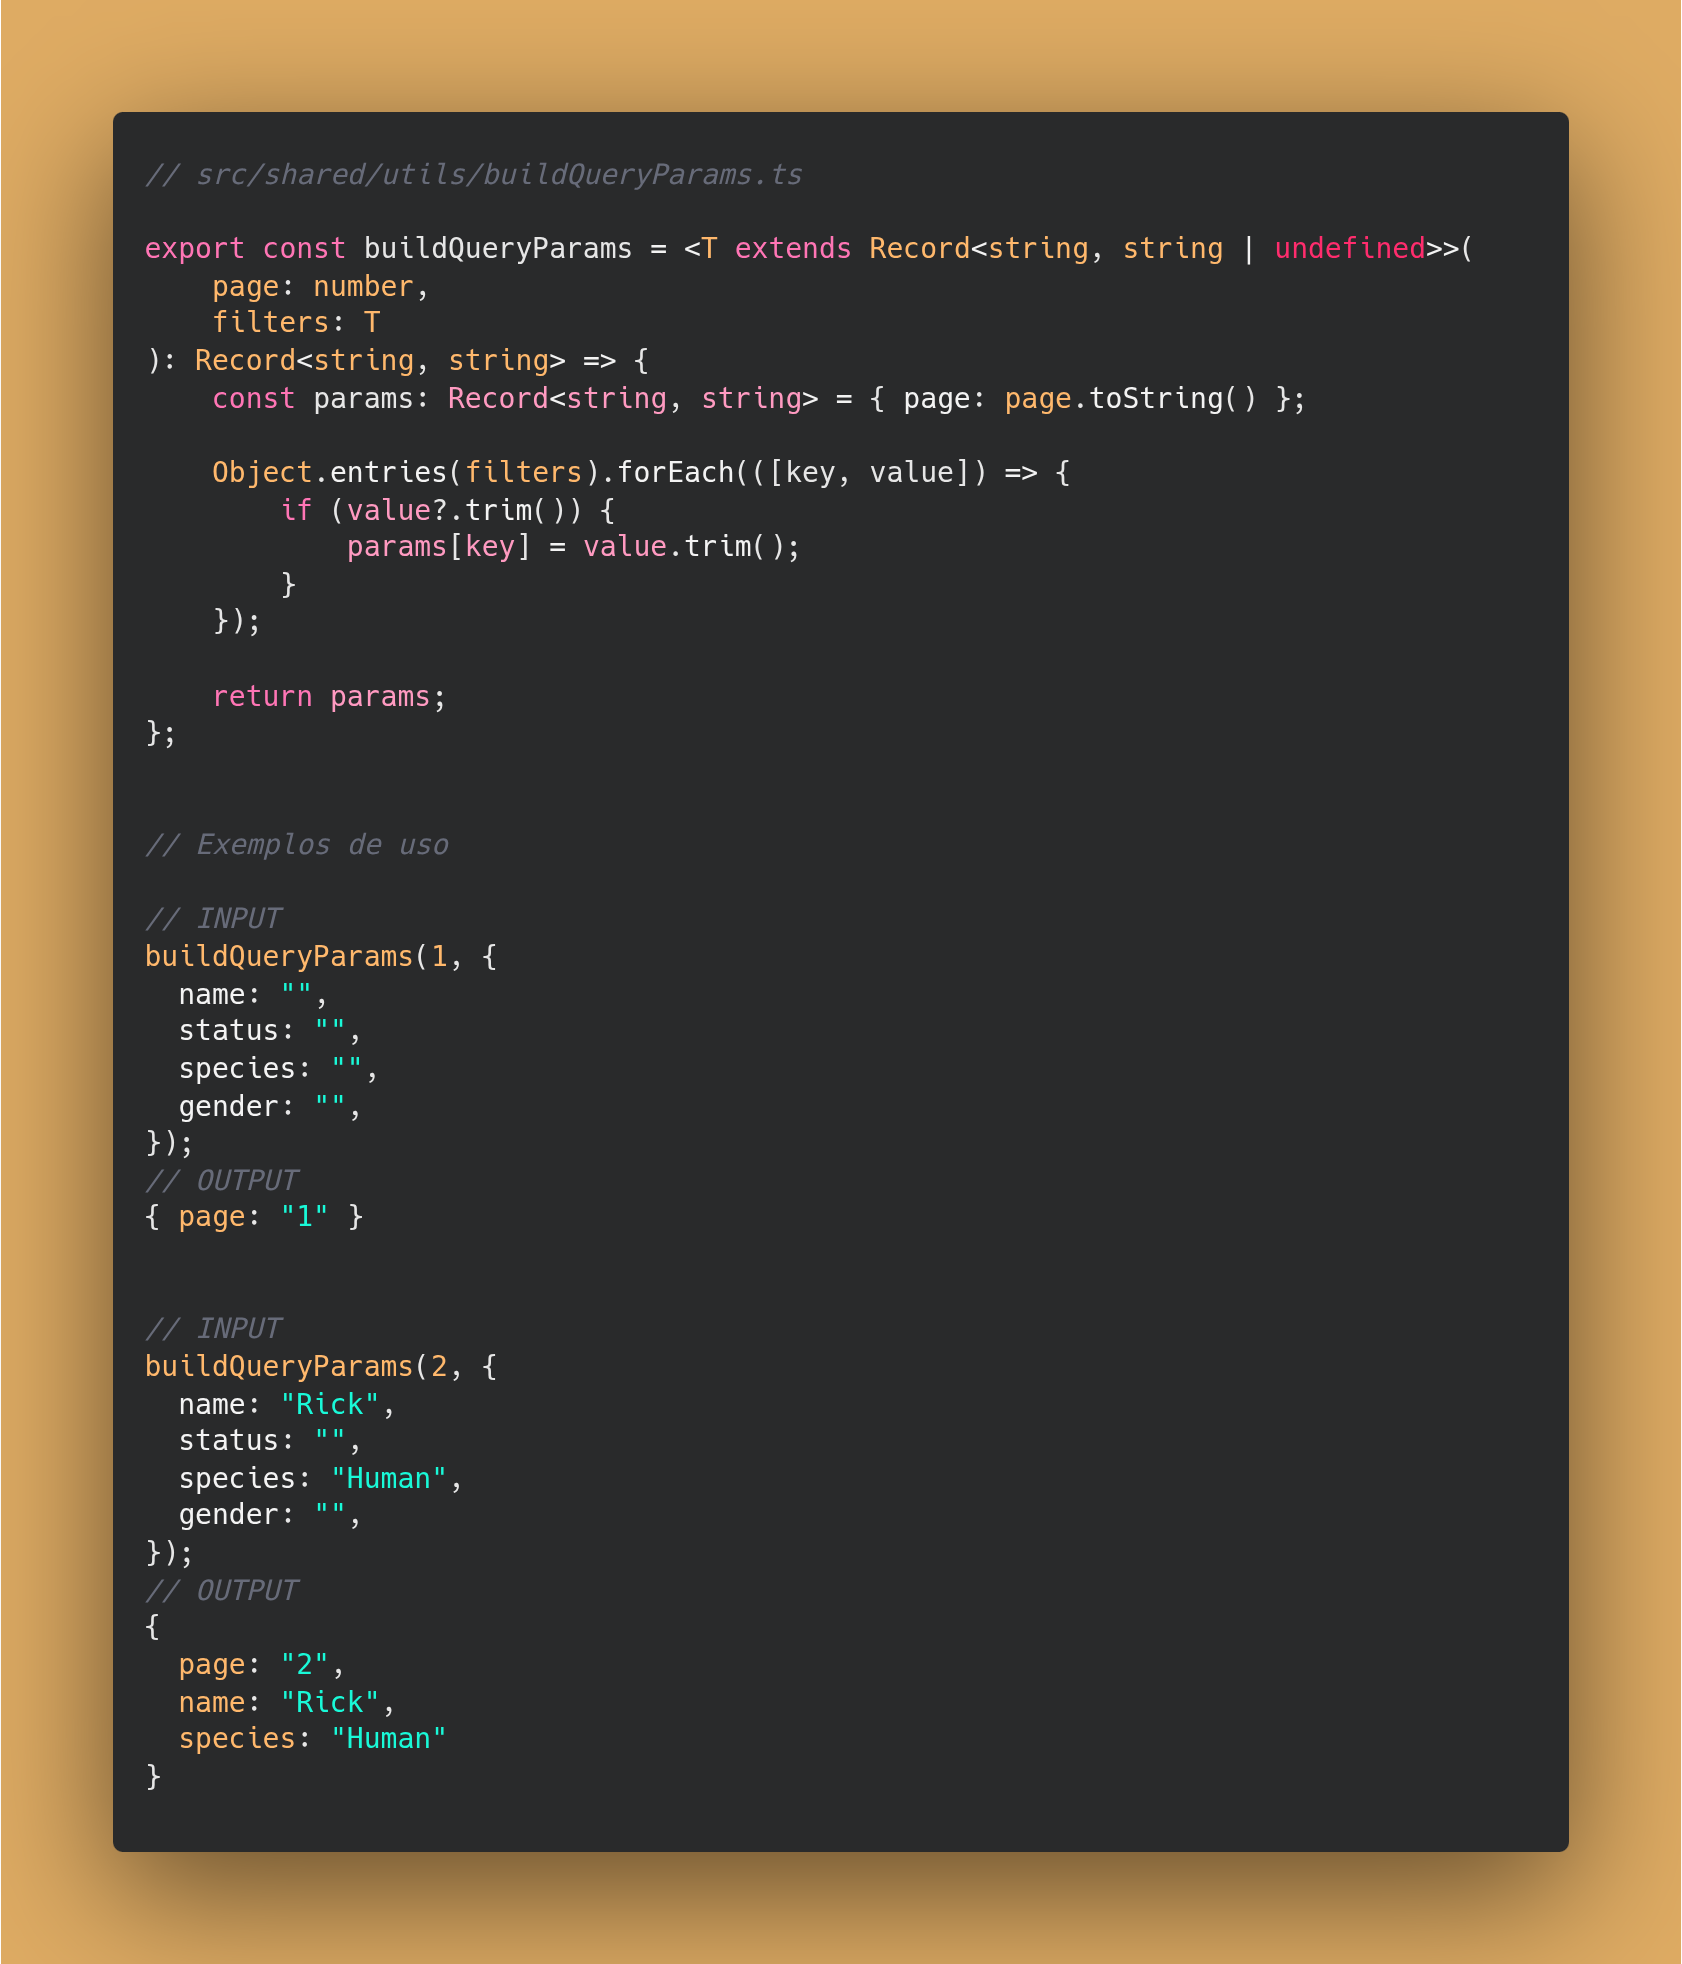 // src/shared/utils/buildQueryParams.ts

export const buildQueryParams = <T extends Record<string, string | undefined>>(
    page: number,
    filters: T
): Record<string, string> => {
    const params: Record<string, string> = { page: page.toString() };

    Object.entries(filters).forEach(([key, value]) => {
        if (value?.trim()) {
            params[key] = value.trim();
        }
    });

    return params;
};


// Exemplos de uso

// INPUT
buildQueryParams(1, {
  name: "",
  status: "",
  species: "",
  gender: "",
});
// OUTPUT
{ page: "1" }


// INPUT
buildQueryParams(2, {
  name: "Rick",
  status: "",
  species: "Human",
  gender: "",
});
// OUTPUT
{
  page: "2",
  name: "Rick",
  species: "Human"
}